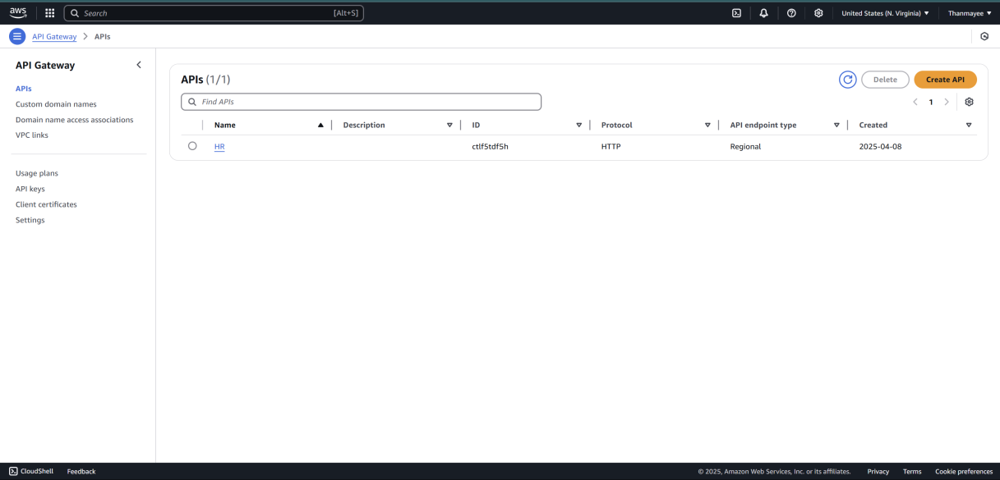 aws Search [Alt+S] United States (N. Virginia) Thanmayee
API Gateway > APIs
API Gateway
APIs
Custom domain names
Domain name access associations
VPC links
Usage plans
API keys
Client certificates
Settings
APIs (1/1) Delete Create API
Find APIs 1
Name Description ID Protocol API endpoint type Created
HR ctlf5tdf5h HTTP Regional 2025-04-08
CloudShell Feedback © 2025, Amazon Web Services, Inc. or its affiliates. Privacy Terms Cookie preferences